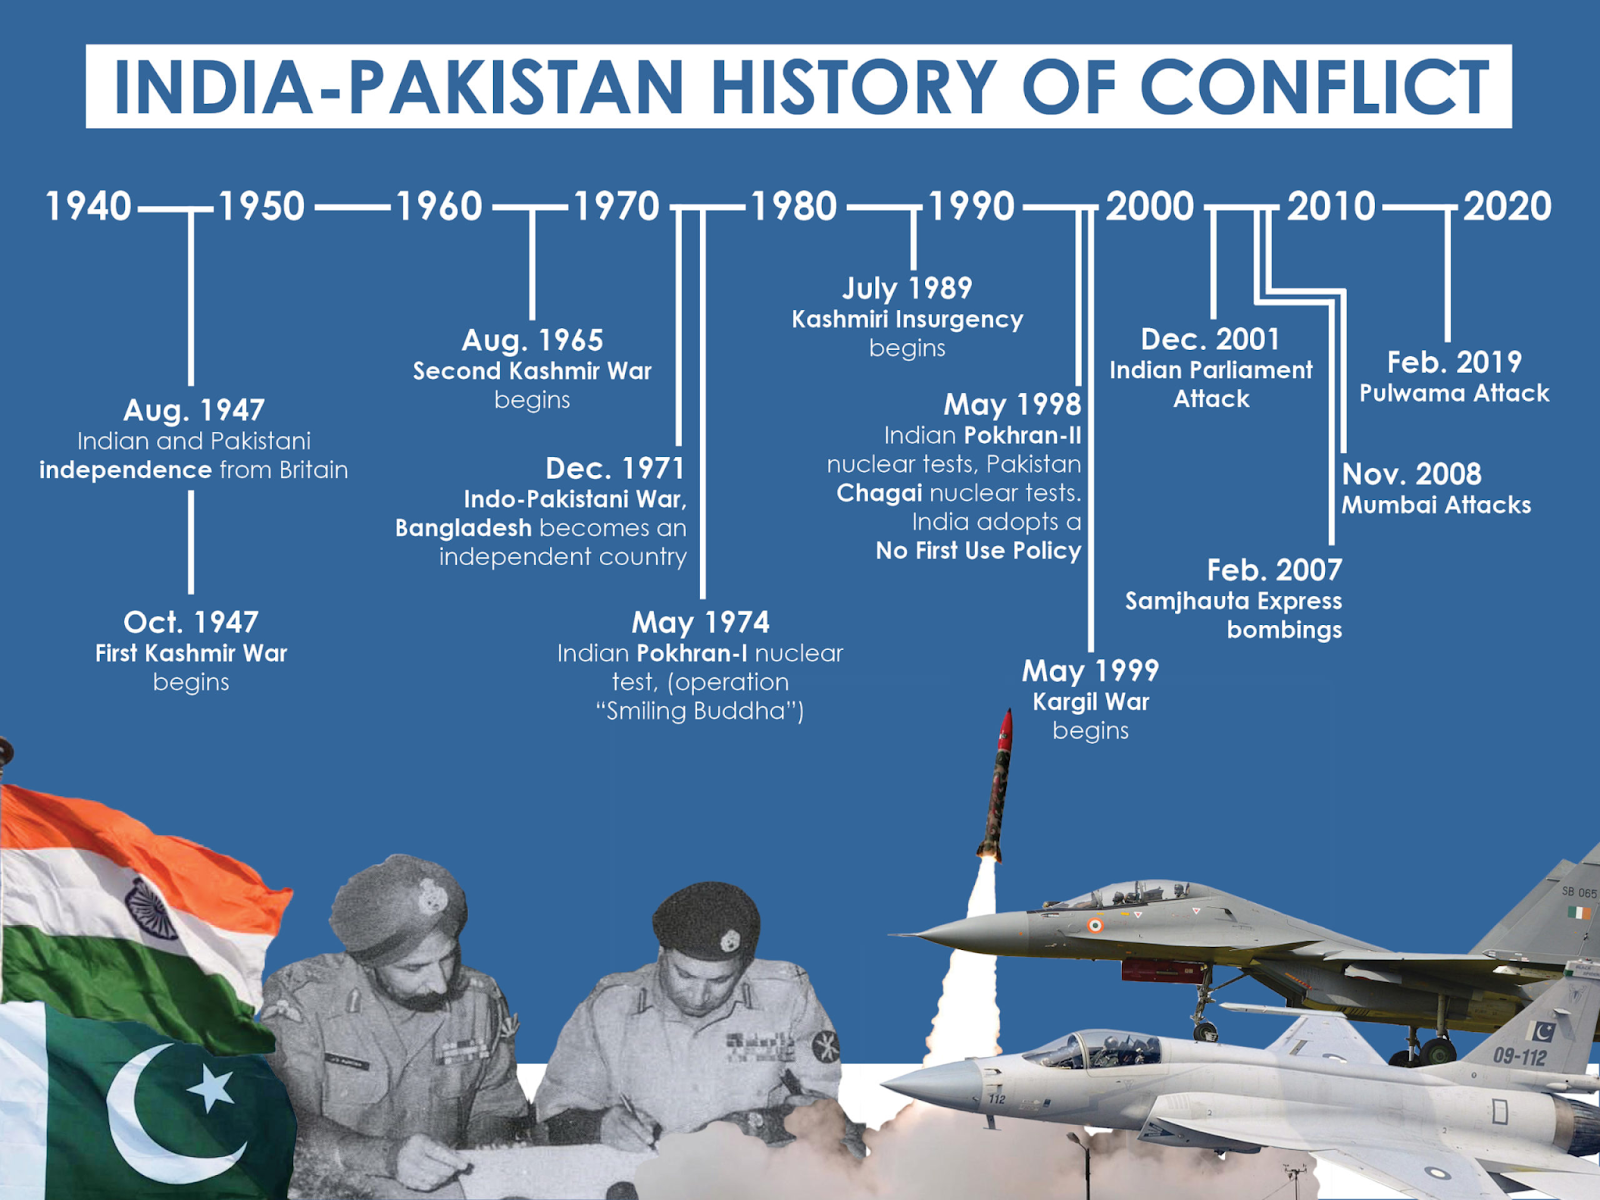 INDIA-PAKISTAN HISTORY OF CONFLICT
1940 1950 1960 1970 1980 1990 2000 2010 2020
Aug. 1947
Indian and Pakistani
independence from Britain
Oct. 1947
First Kashmir War
begins
Aug. 1965
Second Kashmir War
begins
Dec. 1971
Indo-Pakistani War,
Bangladesh becomes an
independent country
May 1974
Indian Pokhran-I nuclear
test, (operation
“Smiling Buddha”)
July 1989
Kashmiri Insurgency
begins
May 1998
Indian Pokhran-II
nuclear tests, Pakistan
Chagai nuclear tests.
India adopts a
No First Use Policy
May 1999
Kargil War
begins
Dec. 2001
Indian Parliament
Attack
Feb. 2007
Samjhauta Express
bombings
Nov. 2008
Mumbai Attacks
Feb. 2019
Pulwama Attack
SB 065
09-112
112